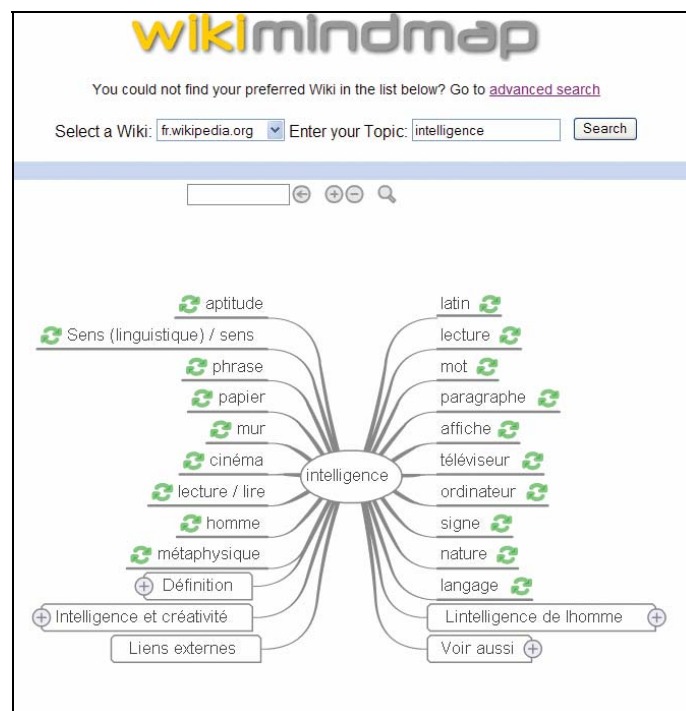 wikimindmap
You could not find your preferred Wiki in the list below? Go to advanced search
Select a Wiki: fr.wikipedia.org Enter your Topic: intelligence Search
aptitude
Sens (linguistique) / sens
phrase
papier
mur
cinéma
lecture / lire
homme
métaphysique
Définition
Intelligence et créativité
Liens externes
intelligence
latin
lecture
mot
paragraphe
affiche
téléviseur
ordinateur
signe
nature
langage
Lintelligence de lhomme
Voir aussi